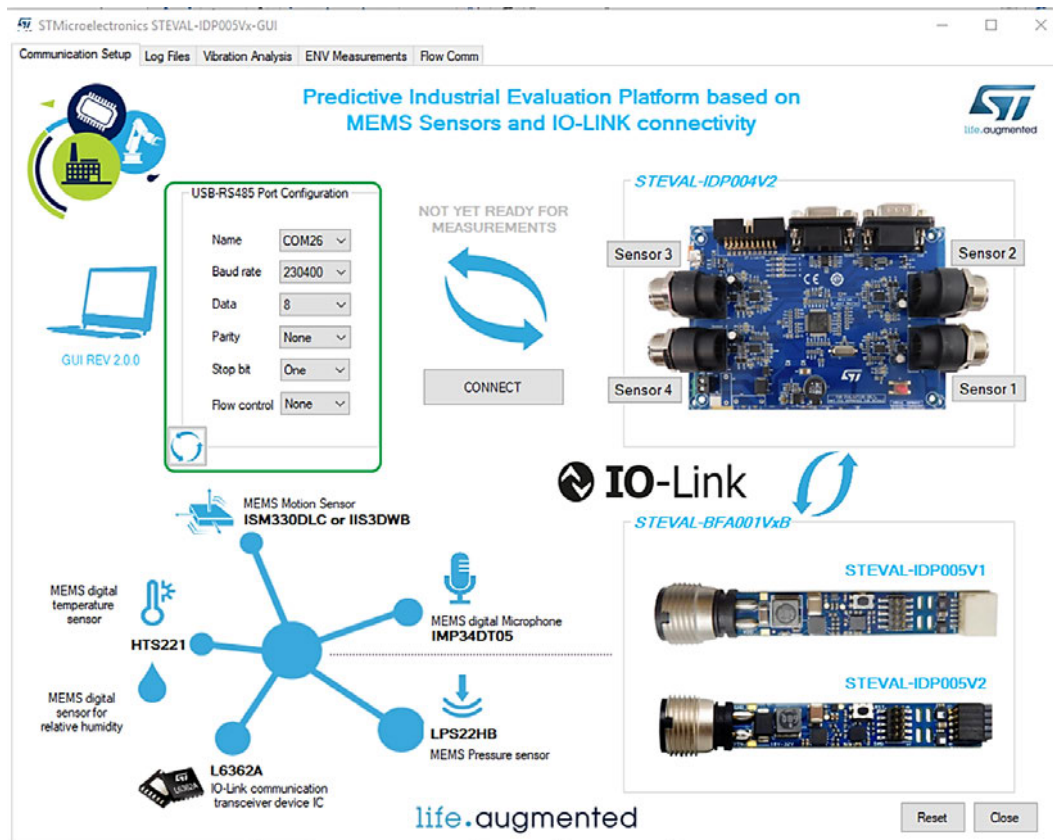 STMicroelectronics STEVAL-IDP005Vx-GUI
Communication Setup
Log Files
Vibration Analysis
ENV Measurements
Flow Comm
Predictive Industrial Evaluation Platform based on
MEMS Sensors and IO-LINK connectivity
ST
life.augmented
USB-RS485 Port Configuration
Name COM26
Baud rate 230400
Data 8
Parity None
Stop bit One
Flow control None
GUI REV 2.0.0
NOT YET READY FOR
MEASUREMENTS
CONNECT
STEVAL-IDP004V2
Sensor 3
Sensor 2
Sensor 4
Sensor 1
CE
ST
IO-Link
MEMS Motion Sensor
ISM330DLC or IIS3DWB
MEMS digital
temperature
sensor
HTS221
MEMS digital
sensor for
relative humidity
MEMS digital Microphone
IMP34DT05
LPS22HB
MEMS Pressure sensor
L6362A
L6362A
IO-Link communication
transceiver device IC
STEVAL-BFA001VxB
STEVAL-IDP005V1
STEVAL-IDP005V2
life.augmented
Reset
Close